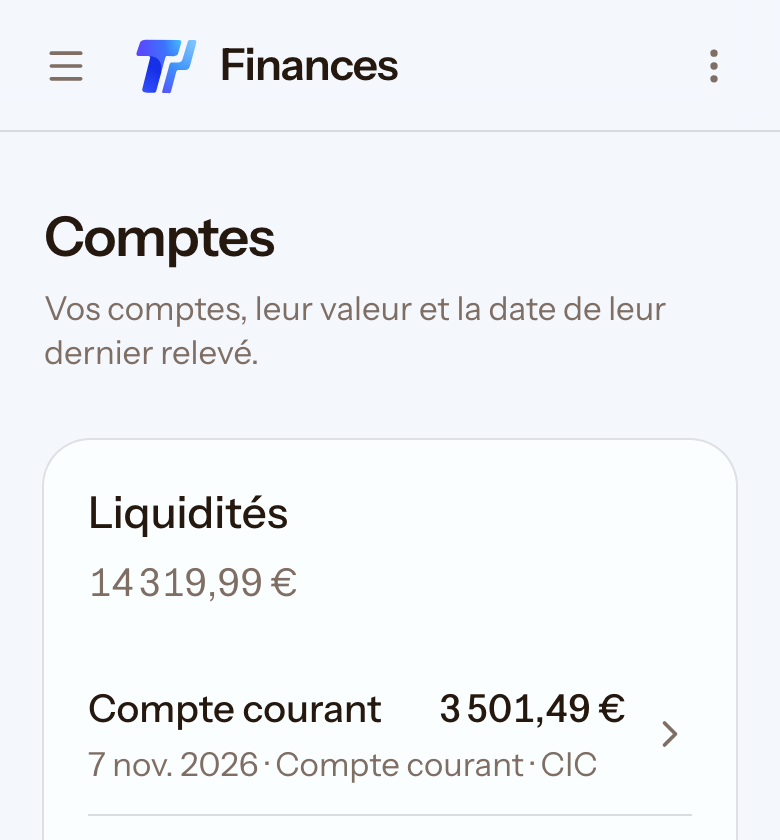 Finances
Comptes
Vos comptes, leur valeur et la date de leur
dernier relevé.
Liquidités
14 319,99 €
Compte courant 3 501,49 €
7 nov. 2026 · Compte courant · CIC